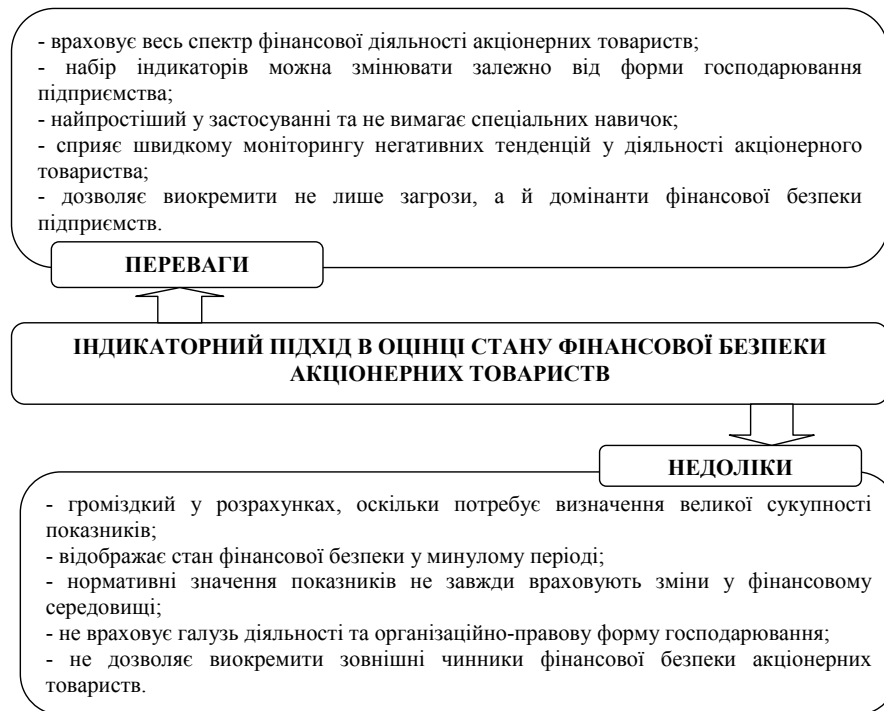 - враховує весь спектр фінансової діяльності акціонерних товариств;
- набір індикаторів можна змінювати залежно від форми господарювання
підприємства;
- найпростіший у застосуванні та не вимагає спеціальних навичок;
- сприяє швидкому моніторингу негативних тенденцій у діяльності акціонерного
товариства;
- дозволяє виокремити не лише загрози, а й домінанти фінансової безпеки
підприємств.
ПЕРЕВАГИ
ІНДИКАТОРНИЙ ПІДХІД В ОЦІНЦІ СТАНУ ФІНАНСОВОЇ БЕЗПЕКИ
АКЦІОНЕРНИХ ТОВАРИСТВ
НЕДОЛІКИ
- громіздкий у розрахунках, оскільки потребує визначення великої сукупності
показників;
- відображає стан фінансової безпеки у минулому періоді;
- нормативні значення показників не завжди враховують зміни у фінансовому
середовищі;
- не враховує галузь діяльності та організаційно-правову форму господарювання;
- не дозволяє виокремити зовнішні чинники фінансової безпеки акціонерних
товариств.